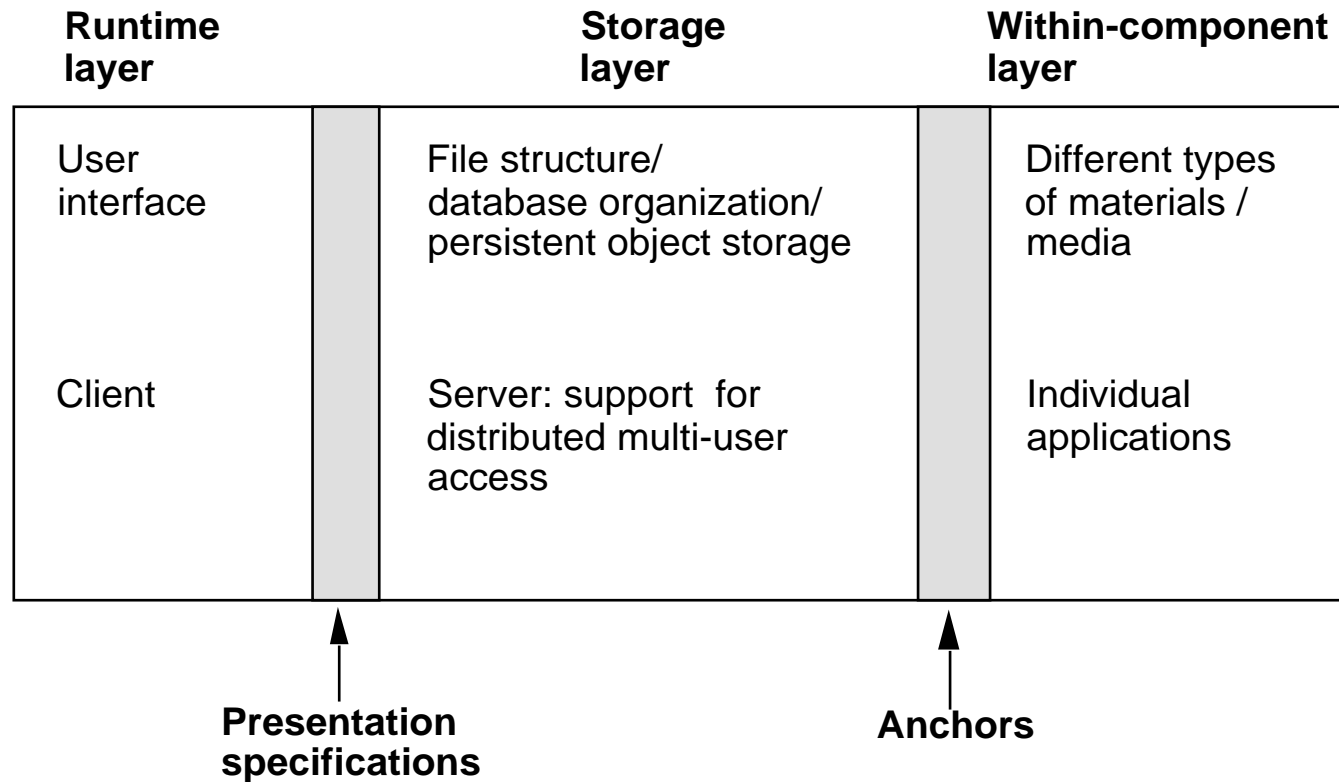 Runtime
layer
Storage
layer
Within-component
layer
User
interface
File structure/
database organization/
persistent object storage
Different types
of materials /
media
Client
Server: support for
distributed multi-user
access
Individual
applications
Presentation
specifications
Anchors